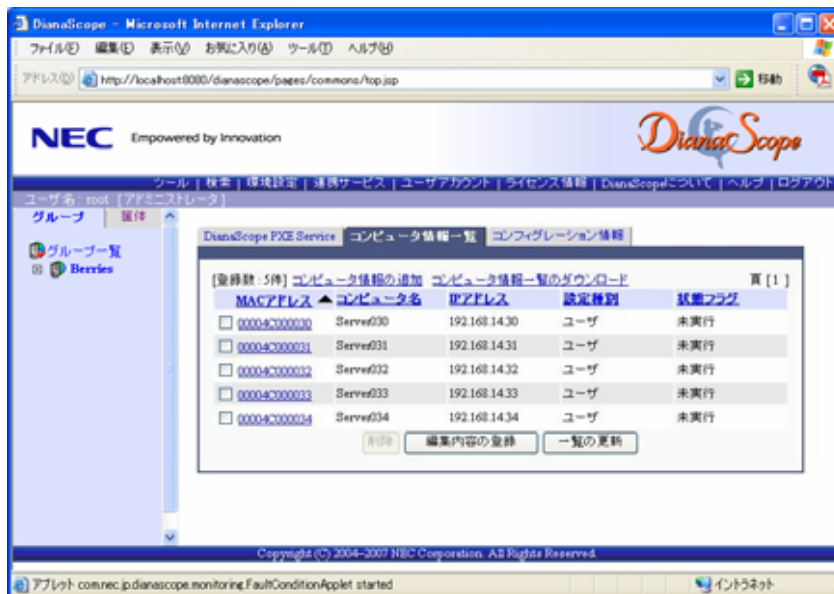 DianaScope - Microsoft Internet Explorer
ファイル(F) 編集(E) 表示(V) お気に入り(A) ツール(T) ヘルプ(H)
アドレス(D) http://localhost:8080/dianascope/pages/commons/top.jsp 移動
NEC Empowered by Innovation DianaScope
ツール | 検索 | 環境設定 | 連携サービス | ユーザアカウント | ライセンス情報 | DianaScopeについて | ヘルプ | ログアウト
ユーザ名 : root [アドミニストレータ]
グループ 筐体
DianaScope PXE Service コンピュータ情報一覧 コンフィグレーション情報
グループ一覧
Berries
[登録数 : 5件] コンピュータ情報の追加 コンピュータ情報一覧のダウンロード 頁 [1 ]
MACアドレス ▲ コンピュータ名 IPアドレス 設定種別 状態フラグ
00004C000030 Server030 192.168.14.30 ユーザ 未実行
00004C000031 Server031 192.168.14.31 ユーザ 未実行
00004C000032 Server032 192.168.14.32 ユーザ 未実行
00004C000033 Server033 192.168.14.33 ユーザ 未実行
00004C000034 Server034 192.168.14.34 ユーザ 未実行
削除 編集内容の登録 一覧の更新
Copyright (C) 2004-2007 NEC Corporation. All Rights Reserved.
アプレット com.nec.jp.dianascope.monitoring.FaultConditionApplet started イントラネット